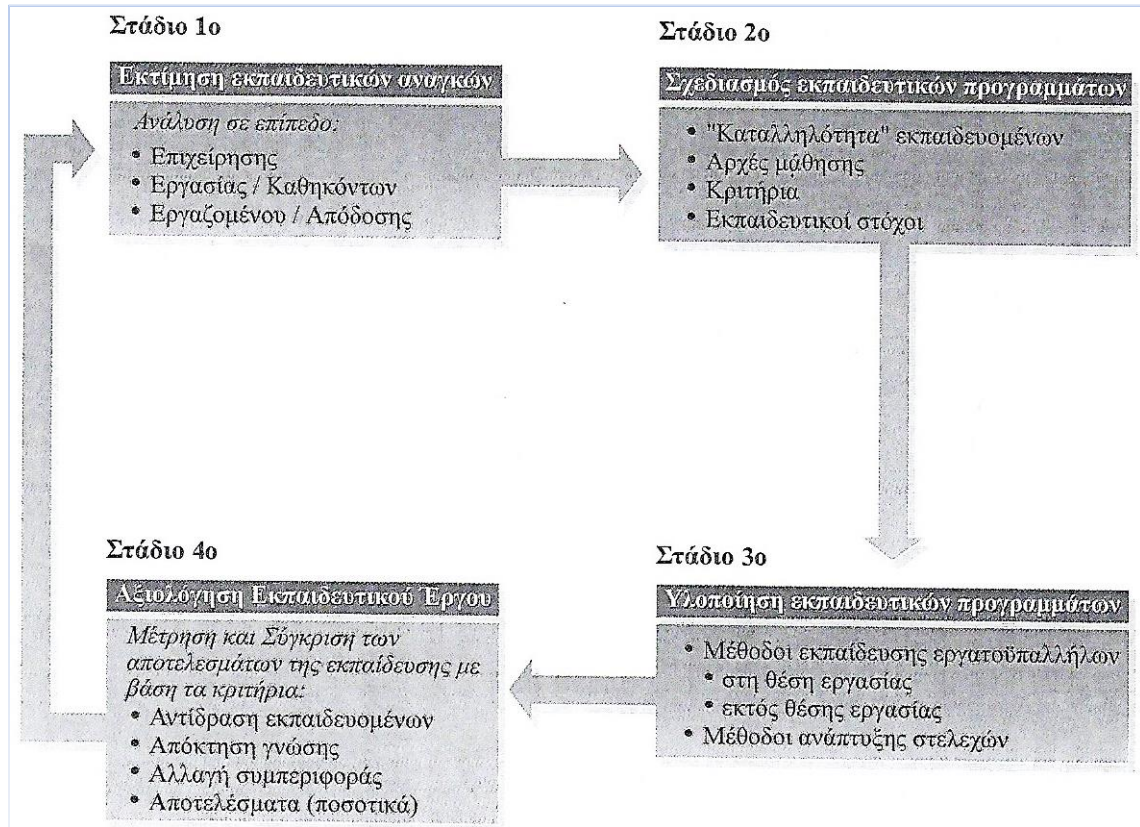 Στάδιο 1ο
Εκτίμηση εκπαιδευτικών αναγκών
Ανάλυση σε επίπεδο:
• Επιχείρησης
• Εργασίας / Καθηκόντων
• Εργαζομένου / Απόδοσης
Στάδιο 2ο
Σχεδιασμός εκπαιδευτικών προγραμμάτων
• "Καταλληλότητα" εκπαιδευομένων
• Αρχές μάθησης
• Κριτήρια
• Εκπαιδευτικοί στόχοι
Στάδιο 3ο
Υλοποίηση εκπαιδευτικών προγραμμάτων
• Μέθοδοι εκπαίδευσης εργατοϋπαλλήλων
• στη θέση εργασίας
• εκτός θέσης εργασίας
• Μέθοδοι ανάπτυξης στελεχών
Στάδιο 4ο
Αξιολόγηση Εκπαιδευτικού Έργου
Μέτρηση και Σύγκριση των
αποτελεσμάτων της εκπαίδευσης με
βάση τα κριτήρια:
• Αντίδραση εκπαιδευομένων
• Απόκτηση γνώσης
• Αλλαγή συμπεριφοράς
• Αποτελέσματα (ποσοτικά)